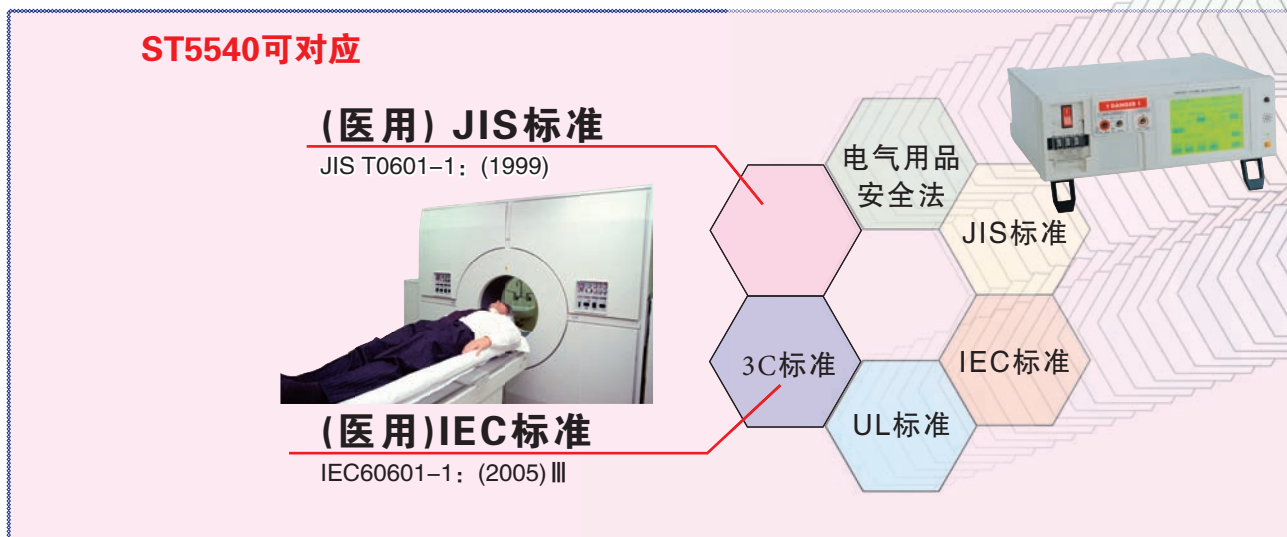 ST5540可对应
(医用) JIS标准
JIS T0601-1：(1999)
电气用品
安全法
JIS标准
3C标准
IEC标准
UL标准
(医用)IEC标准
IEC60601-1：(2005)Ⅲ
! DANGER !